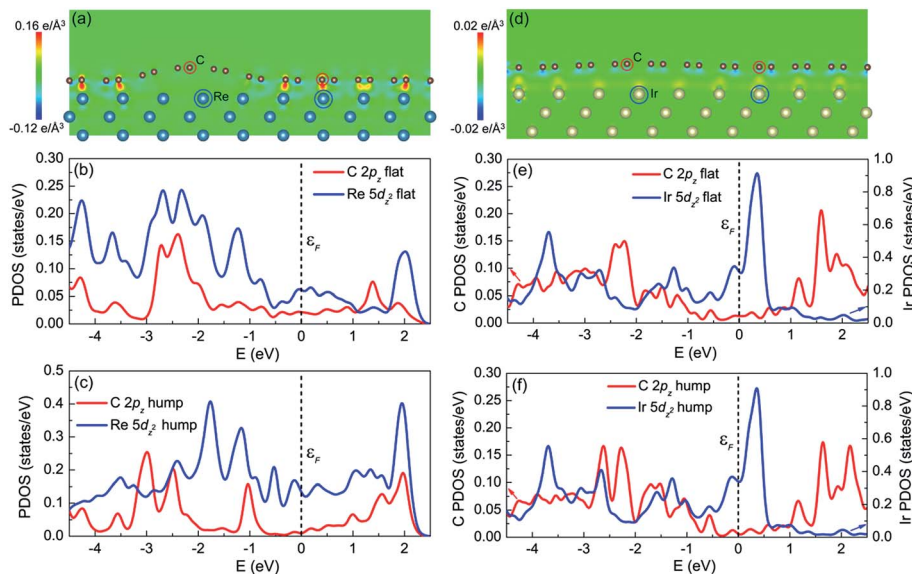 (a)
0.16 e/Å³
-0.12 e/Å³
C
Re
(d)
0.02 e/Å³
-0.02 e/Å³
C
Ir
(b)
C 2p_z flat
Re 5d_z² flat
ε_F
PDOS (states/eV)
0.30
0.25
0.20
0.15
0.10
0.05
0.00
-4 -3 -2 -1 0 1 2
E (eV)
(e)
C 2p_z flat
Ir 5d_z² flat
ε_F
C PDOS (states/eV)
0.30
0.25
0.20
0.15
0.10
0.05
0.00
-4 -3 -2 -1 0 1 2
E (eV)
Ir PDOS (states/eV)
1.0
0.8
0.6
0.4
0.2
0.0
(c)
C 2p_z hump
Re 5d_z² hump
ε_F
PDOS (states/eV)
0.5
0.4
0.3
0.2
0.1
0.0
-4 -3 -2 -1 0 1 2
E (eV)
(f)
C 2p_z hump
Ir 5d_z² hump
ε_F
C PDOS (states/eV)
0.30
0.25
0.20
0.15
0.10
0.05
0.00
-4 -3 -2 -1 0 1 2
E (eV)
Ir PDOS (states/eV)
1.0
0.8
0.6
0.4
0.2
0.0